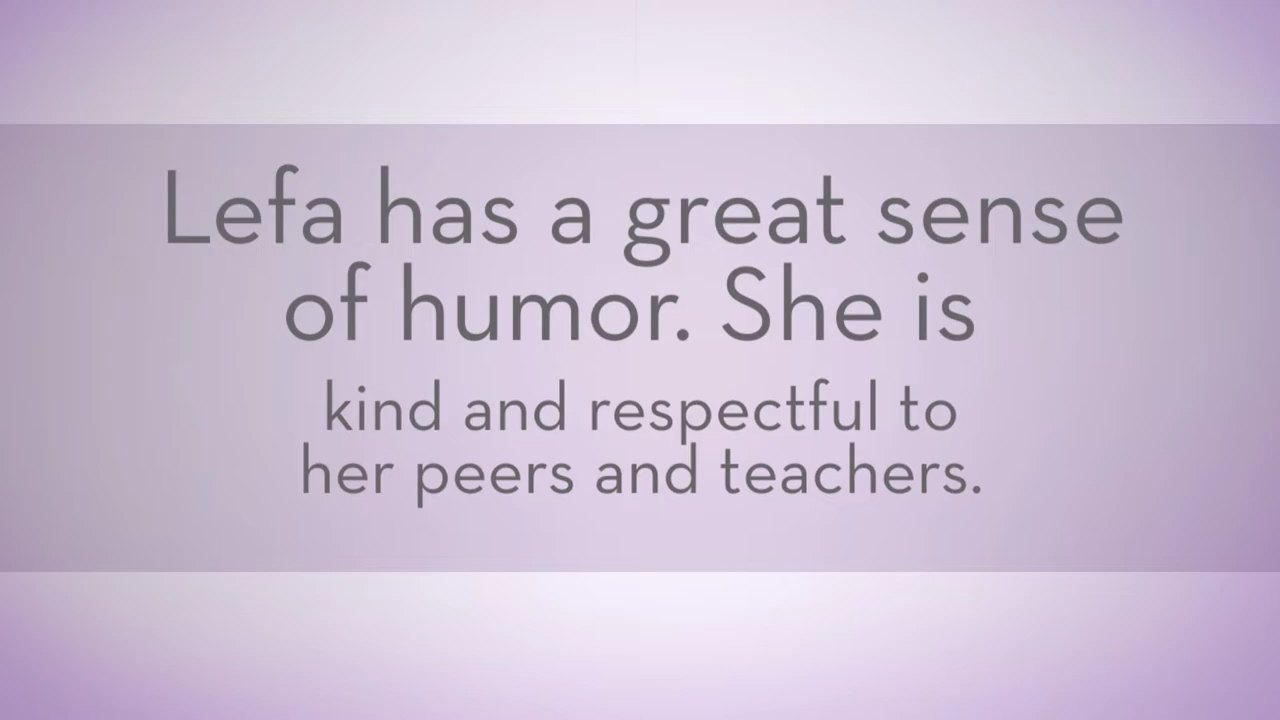 Lefa has a great sense
of humor. She is
kind and respectful to
her peers and teachers.